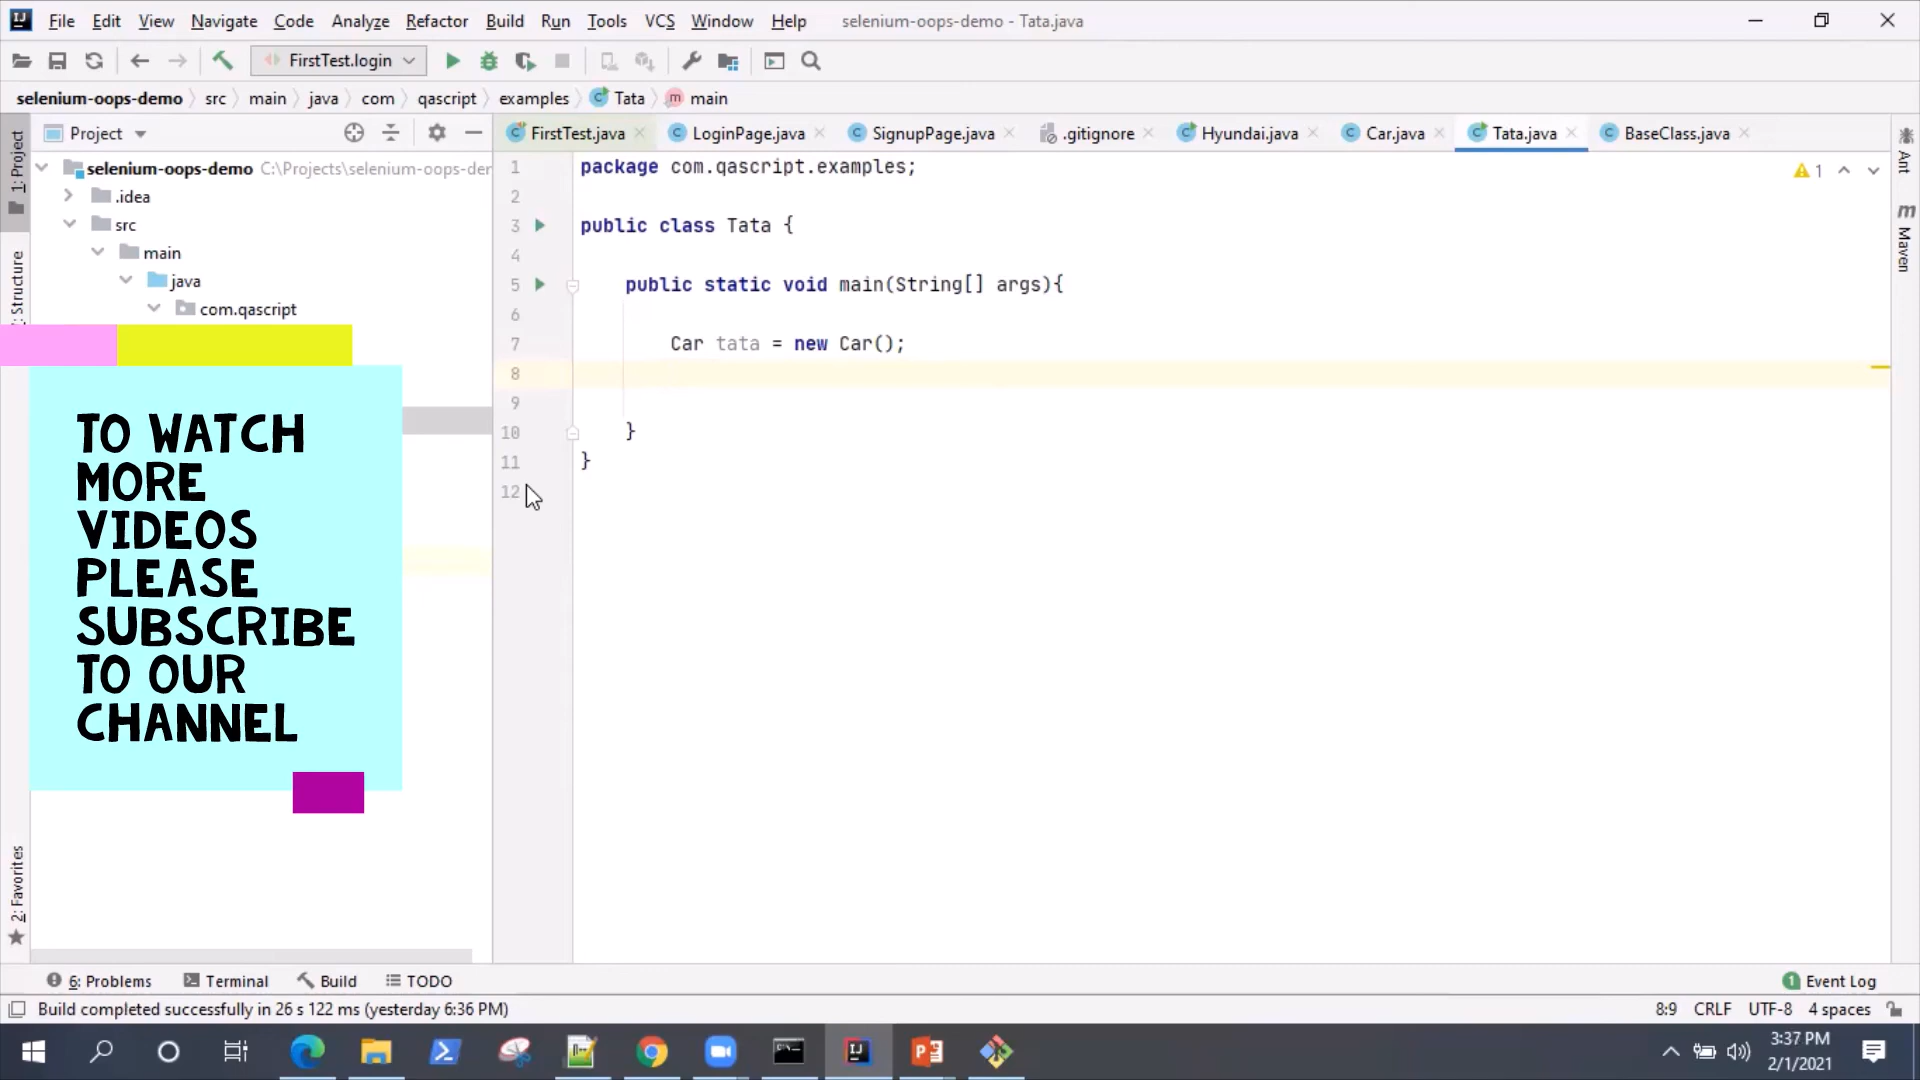 File Edit View Navigate Code Analyze Refactor Build Run Tools VCS Window Help selenium-oops-demo - Tata.java
FirstTest.login
selenium-oops-demo src main java com qascript examples Tata main
Project
FirstTest.java LoginPage.java SignupPage.java .gitignore Hyundai.java Car.java Tata.java BaseClass.java
1: Project
Structure
2: Favorites
selenium-oops-demo C:\Projects\selenium-oops-der
.idea
src
main
java
com.qascript
TO WATCH
MORE
VIDEOS
PLEASE
SUBSCRIBE
TO OUR
CHANNEL
1 package com.qascript.examples;
2
3 public class Tata {
4
5 public static void main(String[] args){
6
7 Car tata = new Car();
8
9
10 }
11 }
12
1
Ant
Maven
6: Problems Terminal Build TODO 1 Event Log
Build completed successfully in 26 s 122 ms (yesterday 6:36 PM) 8:9 CRLF UTF-8 4 spaces
3:37 PM
2/1/2021